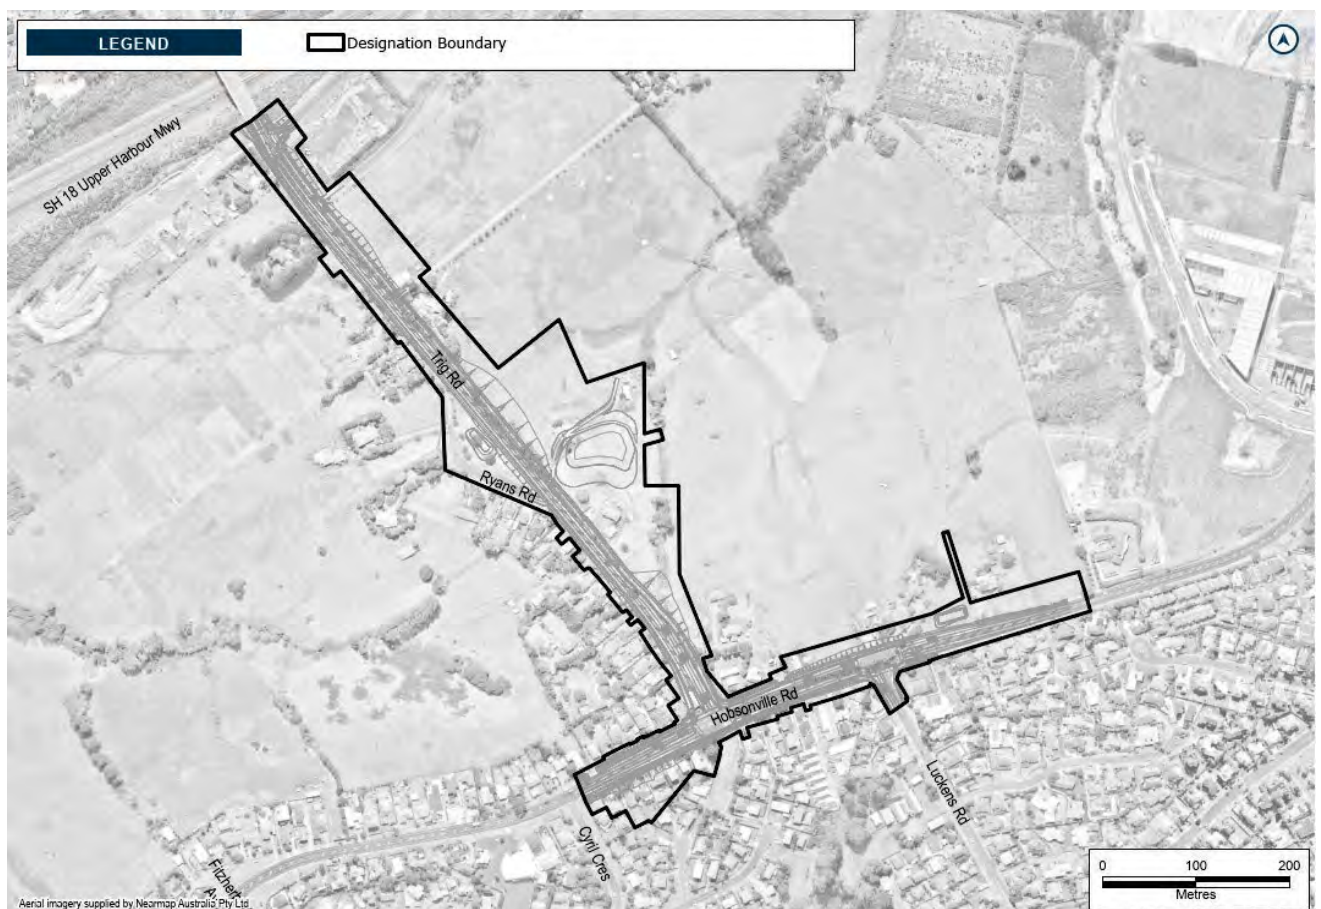 LEGEND
Designation Boundary
SH 18 Upper Harbour Mwy
Trig Rd
Ryans Rd
Hobsonville Rd
Luckens Rd
Cyril Cres
0 100 200
Metres
Aerial imagery supplied by Nearmap Australia Pty Ltd